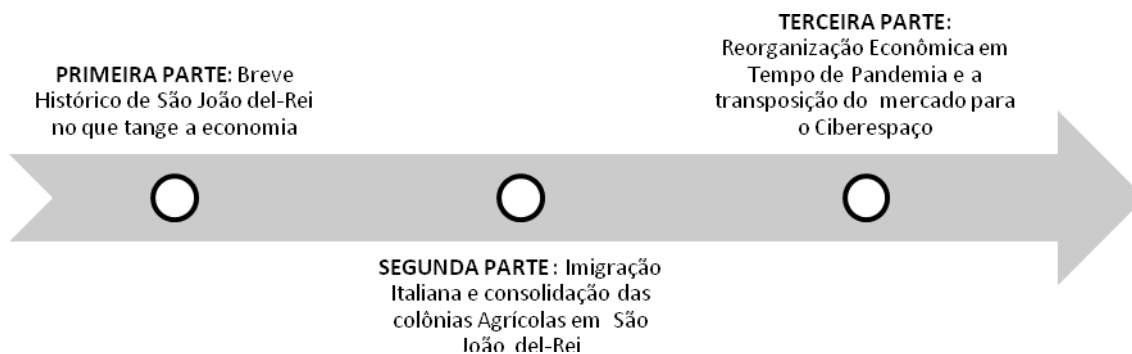 PRIMEIRA PARTE: Breve
Histórico de São João del-Rei
no que tange a economia
SEGUNDA PARTE : Imigração
Italiana e consolidação das
colônias Agrícolas em São
João del-Rei
TERCEIRA PARTE:
Reorganização Econômica em
Tempo de Pandemia e a
transposição do mercado para
o Ciberespaço